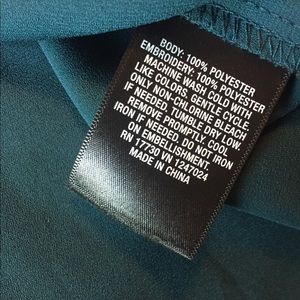 BODY: 100% POLYESTER
EMBROIDERY: 100% POLYESTER
MACHINE WASH COLD WITH
LIKE COLORS, GENTLE CYCLE.
ONLY NON-CHLORINE BLEACH
IF NEEDED. TUMBLE DRY LOW.
REMOVE PROMPTLY, COOL
IRON IF NEEDED. DO NOT IRON
ON EMBELLISHMENT.
RN 17730 VN 1247024
MADE IN
CHINA